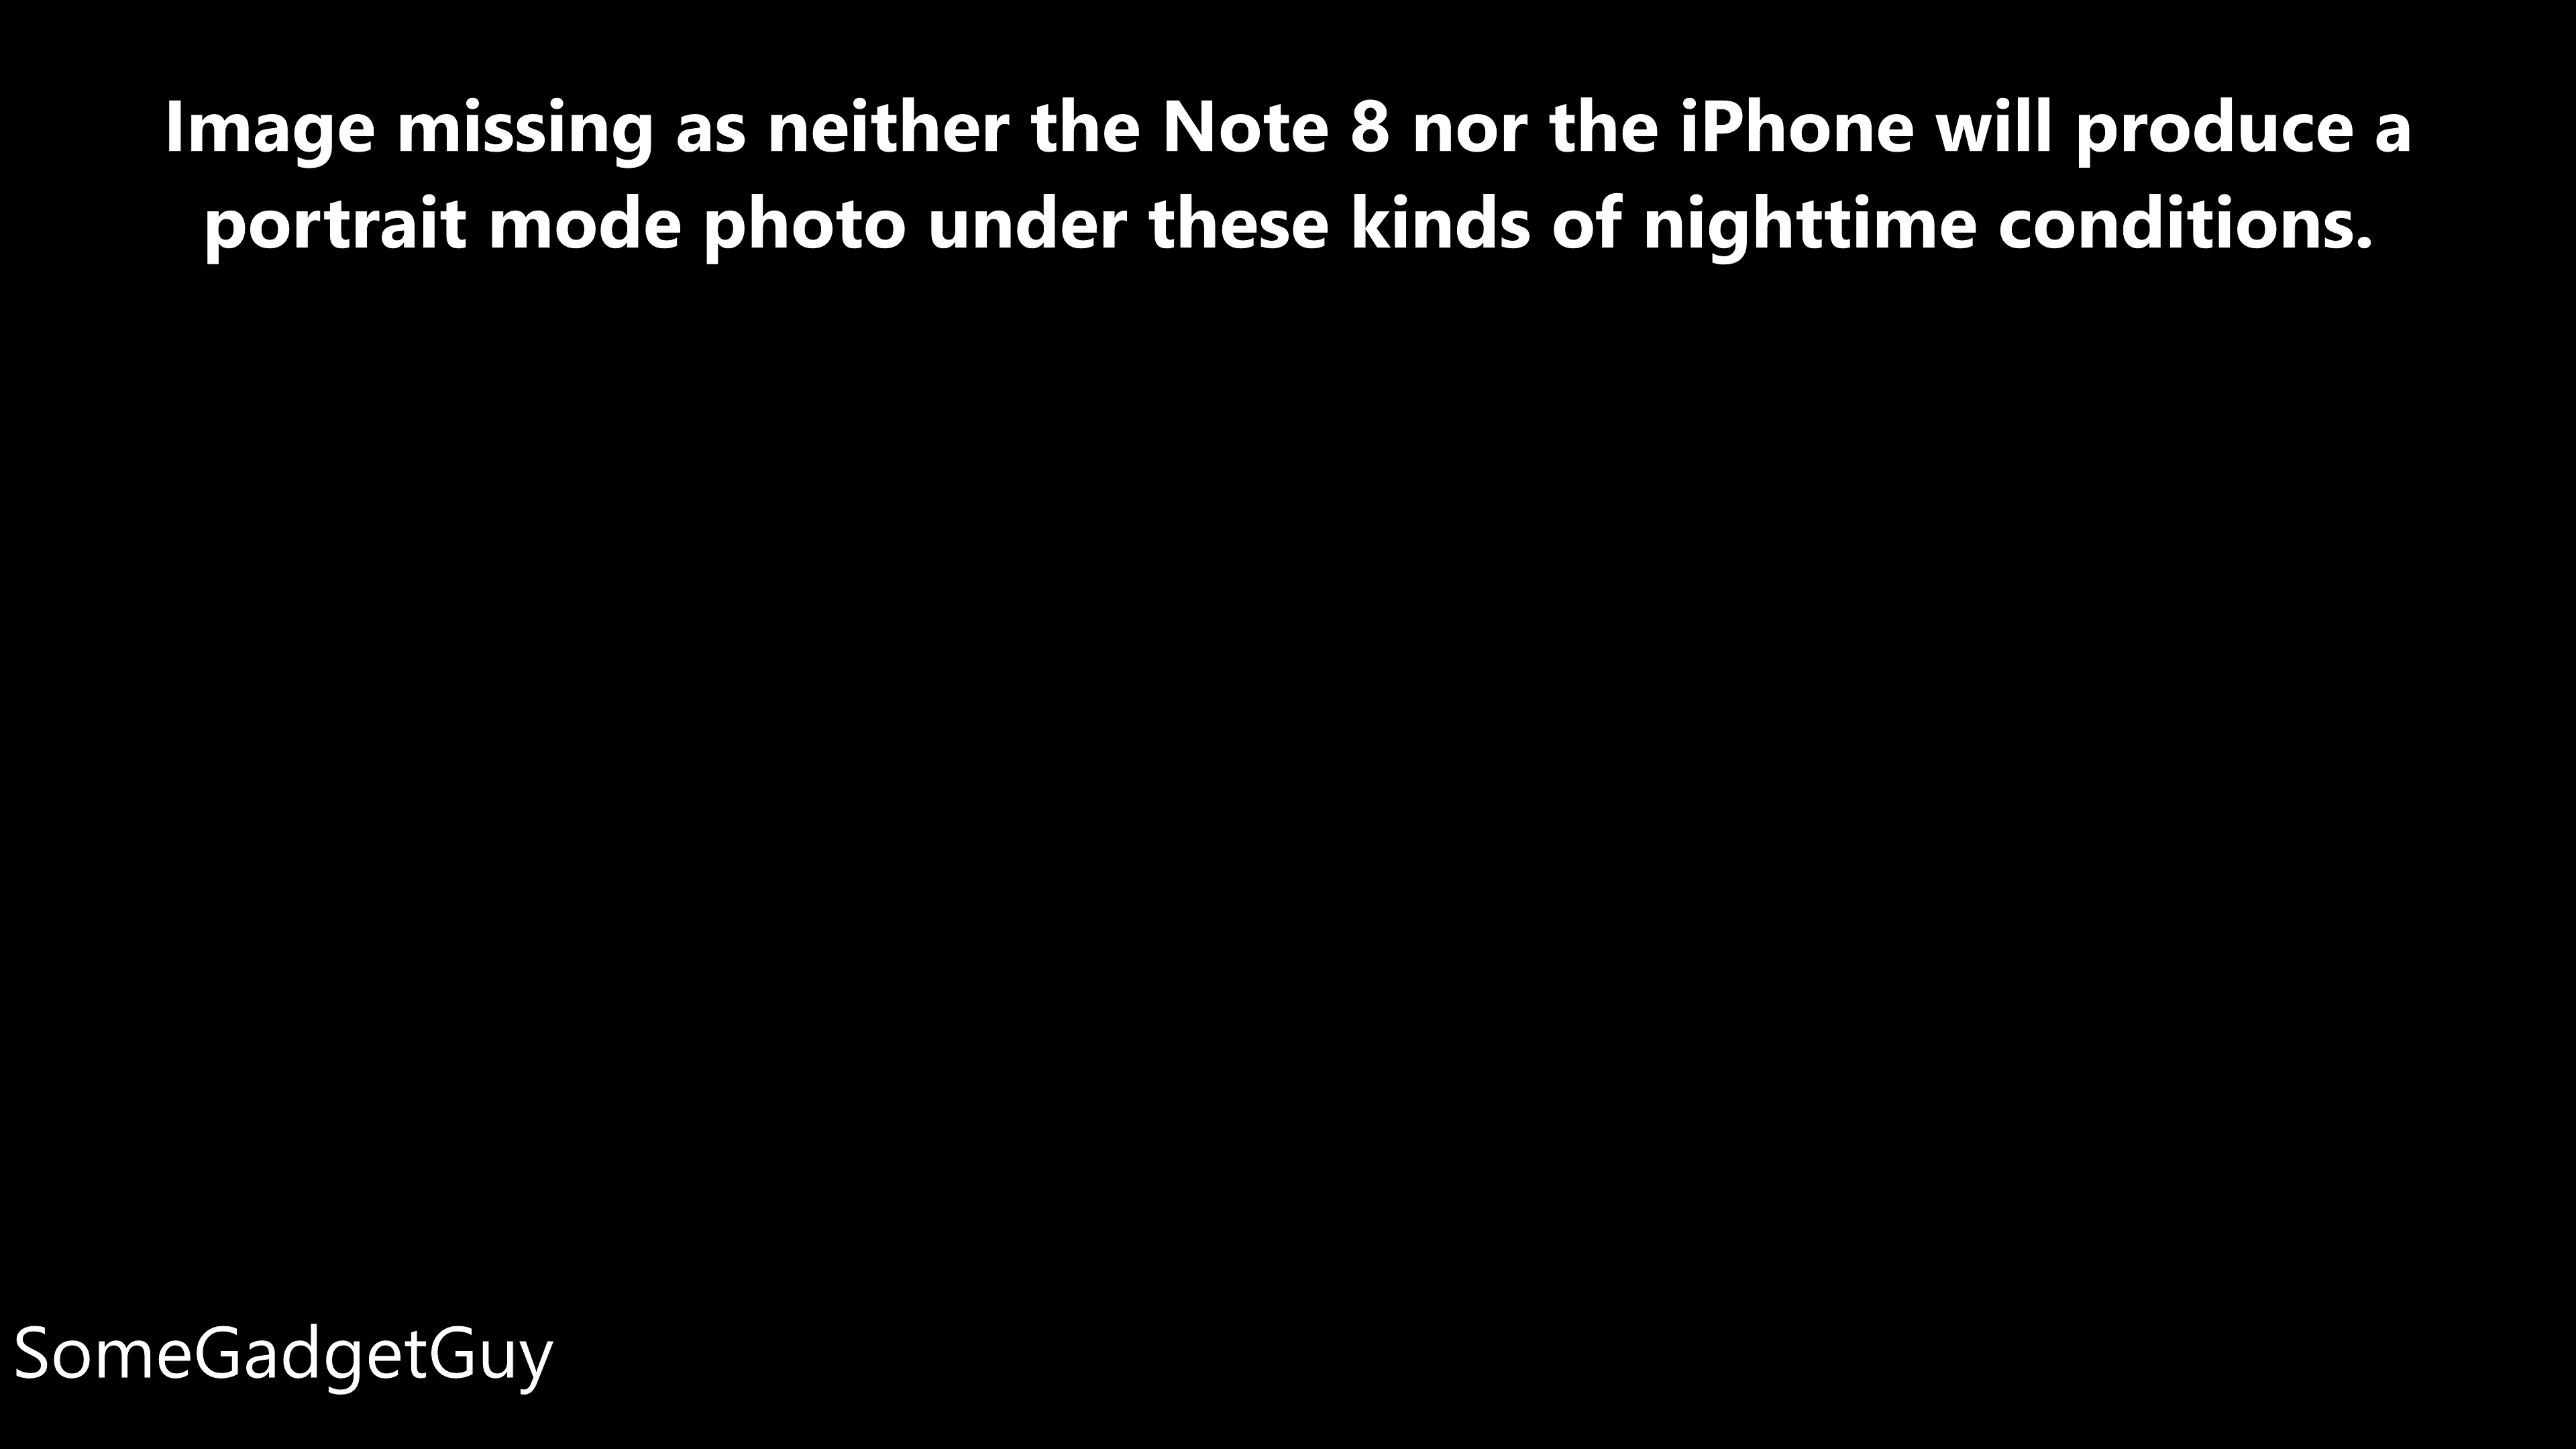 Image missing as neither the Note 8 nor the iPhone will produce a
portrait mode photo under these kinds of nighttime conditions.
SomeGadgetGuy